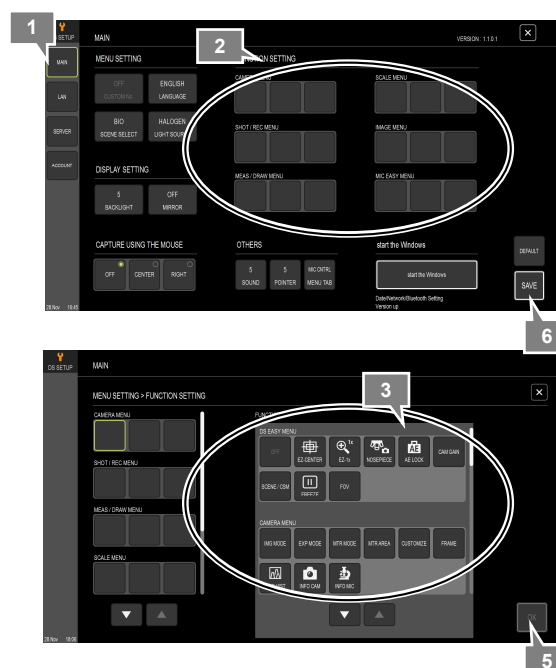 1
2
DS SETUP
MAIN
VERSION : 1.1.0.1
MAIN
LAN
SERVER
ACCOUNT
MENU SETTING
OFF
CUSTOM No.
ENGLISH
LANGUAGE
BIO
SCENE SELECT
HALOGEN
LIGHT SOURCE
DISPLAY SETTING
5
BACKLIGHT
OFF
MIRROR
CAPTURE USING THE MOUSE
OFF
CENTER
RIGHT
FUNCTION SETTING
CAMERA MENU
SCALE MENU
SHOT / REC MENU
IMAGE MENU
MEAS / DRAW MENU
MIC EASY MENU
OTHERS
5
SOUND
5
POINTER
MIC CNTRL
MENU TAB
start the Windows
start the Windows
Date/Network/Bluetooth Setting
Version up
DEFAULT
SAVE
6
DS SETUP
MAIN
3
MENU SETTING > FUNCTION SETTING
CAMERA MENU
SHOT / REC MENU
MEAS / DRAW MENU
SCALE MENU
DS EASY MENU
OFF
EZ-CENTER
1x
EZ-1x
NOSEPIECE
AE
AE LOCK
CAM GAIN
SCENE / CSM
FREEZE
FOV
CAMERA MENU
IMG MODE
EXP MODE
MTR MODE
MTR AREA
CUSTOMIZE
FRAME
INFO CAM
INFO MIC
OK
5